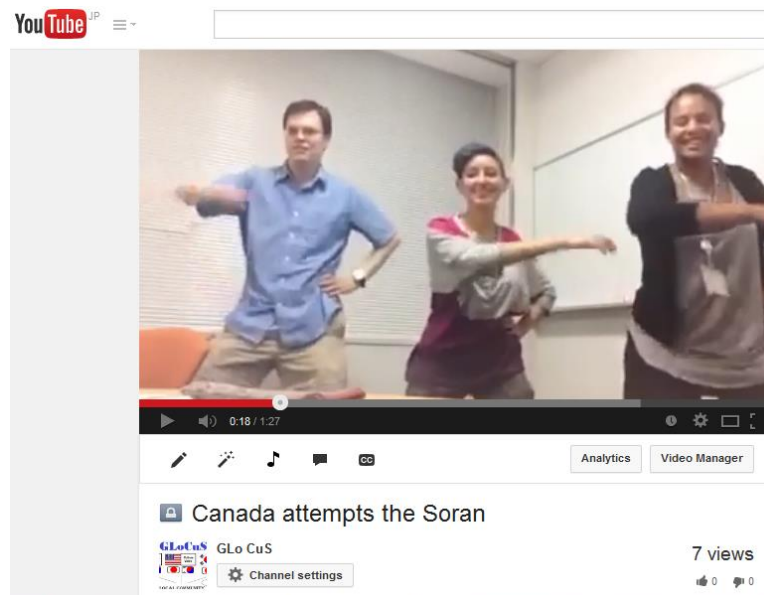 YouTube JP
0:18 / 1:27
CC
Analytics
Video Manager
Canada attempts the Soran
GLoCuS
GLo CuS
Channel settings
7 views
0 0